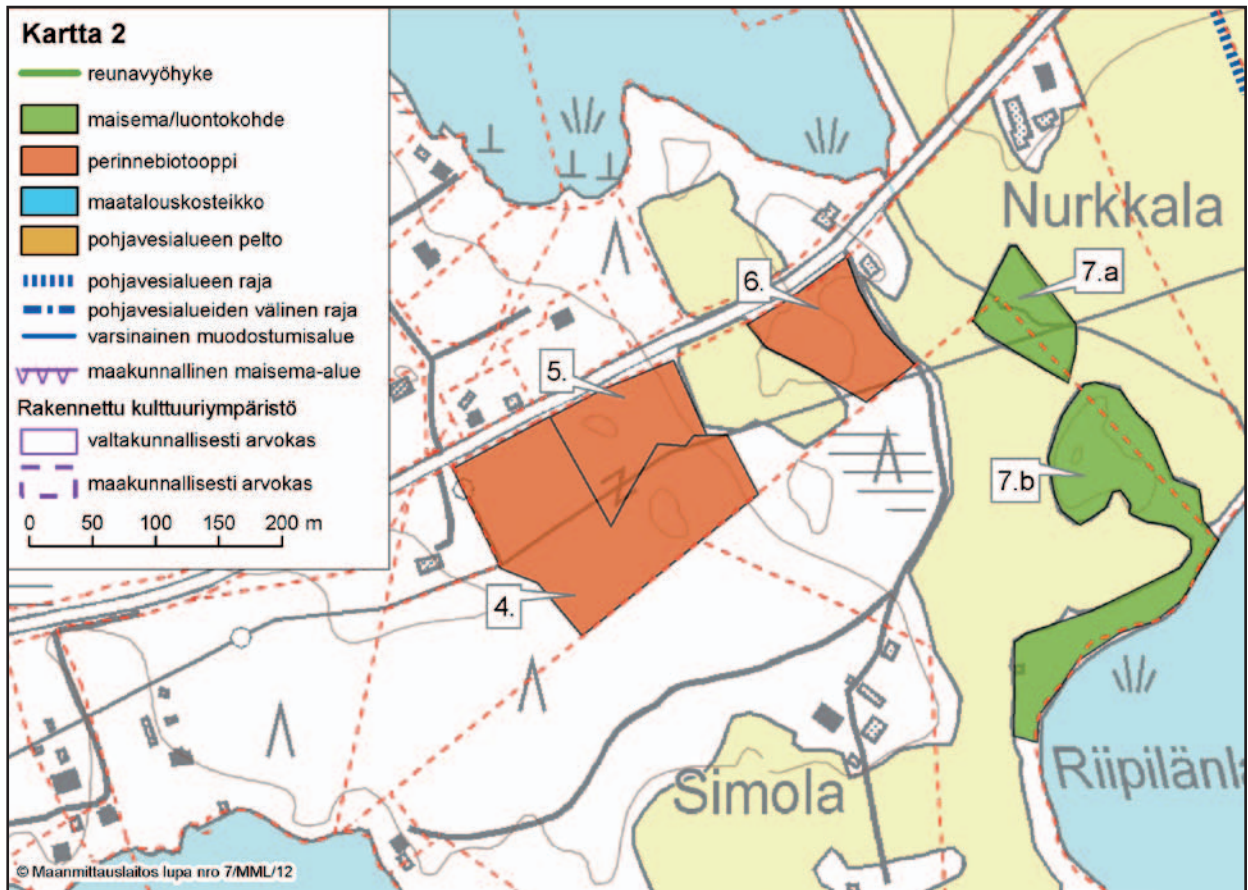 Kartta 2
reunavyöhyke
maisema/luontokohde
perinnebiotooppi
maatalouskosteikko
pohjavesialueen pelto
pohjavesialueen raja
pohjavesialueiden välinen raja
varsinainen muodostumisalue
maakunnallinen maisema-alue
Rakennettu kulttuuriympäristö
valtakunnallisesti arvokas
maakunnallisesti arvokas
0 50 100 150 200 m
Nurkkala
7.a
6.
5.
7.b
4.
Riipilänla
Simola
© Maanmittauslaitos lupa nro 7/MML/12